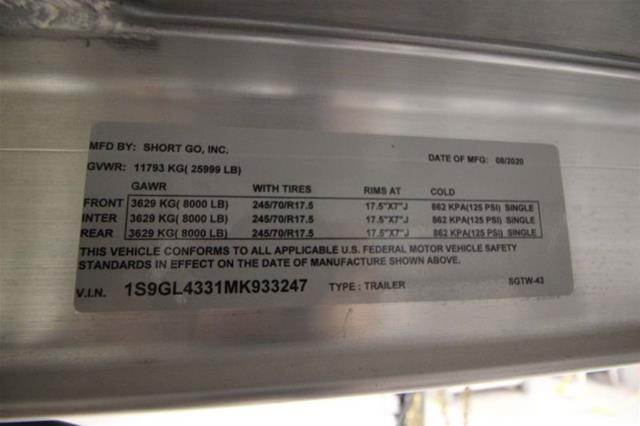 MFD BY: SHORT GO, INC.
DATE OF MFG: 08/2020
GVWR: 11793 KG( 25999 LB)
GAWR WITH TIRES RIMS AT COLD
FRONT 3629 KG( 8000 LB) 245/70/R17.5 17.5"X7"J 862 KPA(125 PSI) SINGLE
INTER 3629 KG( 8000 LB) 245/70/R17.5 17.5"X7"J 862 KPA(125 PSI) SINGLE
REAR 3629 KG( 8000 LB) 245/70/R17.5 17.5"X7"J 862 KPA(125 PSI) SINGLE
THIS VEHICLE CONFORMS TO ALL APPLICABLE U.S. FEDERAL MOTOR VEHICLE SAFETY
STANDARDS IN EFFECT ON THE DATE OF MANUFACTURE SHOWN ABOVE.
V.I.N. 1S9GL4331MK933247 TYPE : TRAILER SGTW-43